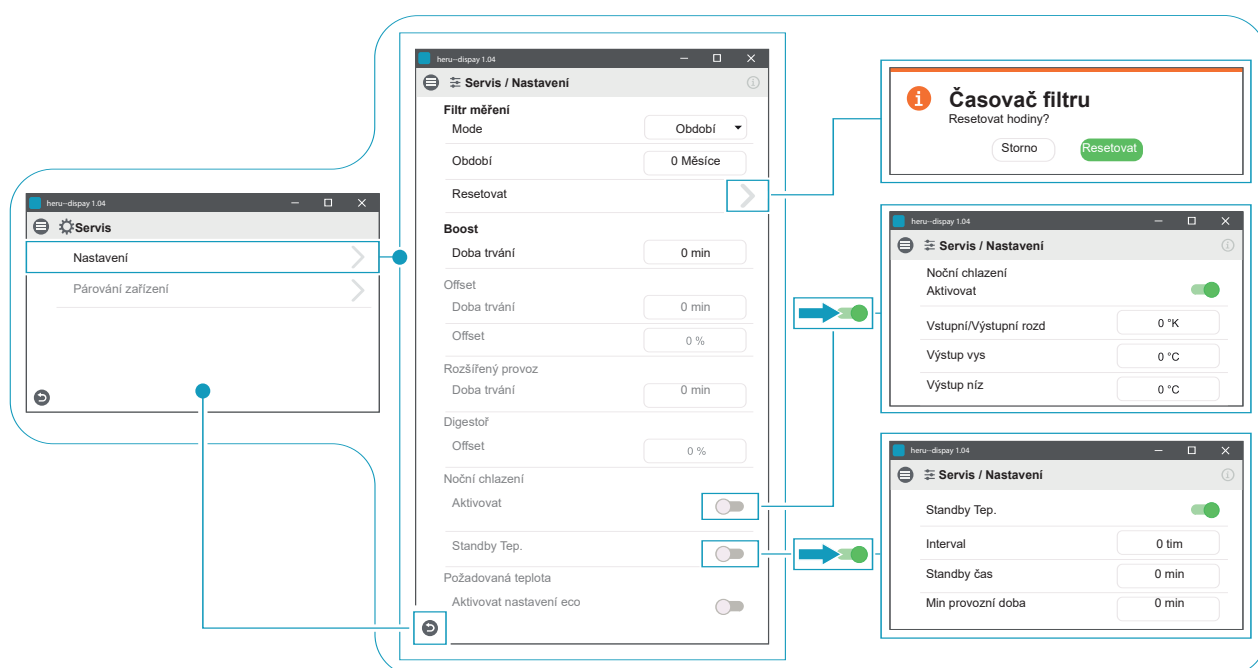 heru--dispay 1.04
Servis
Nastavení
Párování zařízení
heru--dispay 1.04
Servis / Nastavení
Filtr měření
Mode Období
Období 0 Měsíce
Resetovat
Boost
Doba trvání 0 min
Offset
Doba trvání 0 min
Offset 0 %
Rozšířený provoz
Doba trvání 0 min
Digestoř
Offset 0 %
Noční chlazení
Aktivovat
Standby Tep.
Požadovaná teplota
Aktivovat nastavení eco
Časovač filtru
Resetovat hodiny?
Storno Resetovat
heru--dispay 1.04
Servis / Nastavení
Noční chlazení
Aktivovat
Vstupní/Výstupní rozd 0 °K
Výstup vys 0 °C
Výstup níz 0 °C
heru--dispay 1.04
Servis / Nastavení
Standby Tep.
Interval 0 tim
Standby čas 0 min
Min provozní doba 0 min